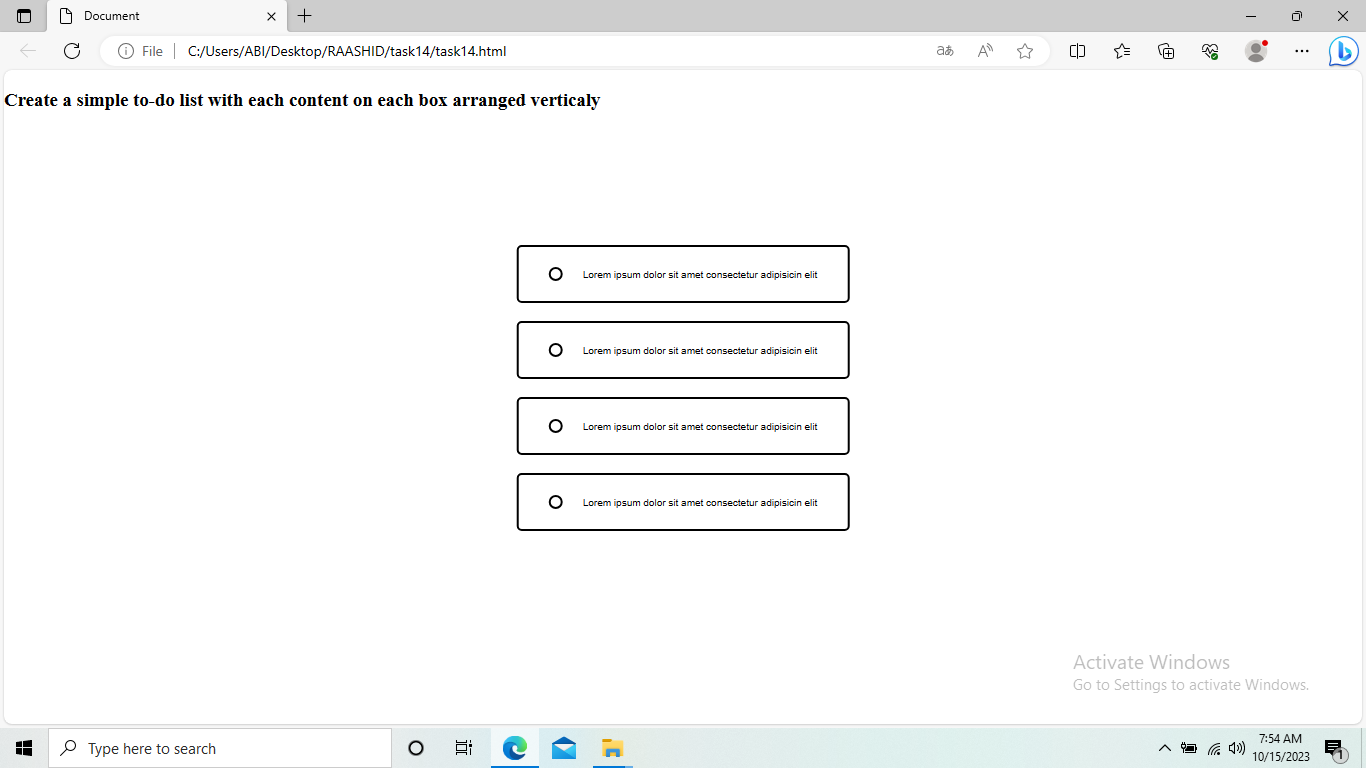 Document
File
C:/Users/ABI/Desktop/RAASHID/task14/task14.html
aあ
A
Create a simple to-do list with each content on each box arranged verticaly
Lorem ipsum dolor sit amet consectetur adipisicin elit
Lorem ipsum dolor sit amet consectetur adipisicin elit
Lorem ipsum dolor sit amet consectetur adipisicin elit
Lorem ipsum dolor sit amet consectetur adipisicin elit
Activate Windows
Go to Settings to activate Windows.
Type here to search
7:54 AM
10/15/2023
1